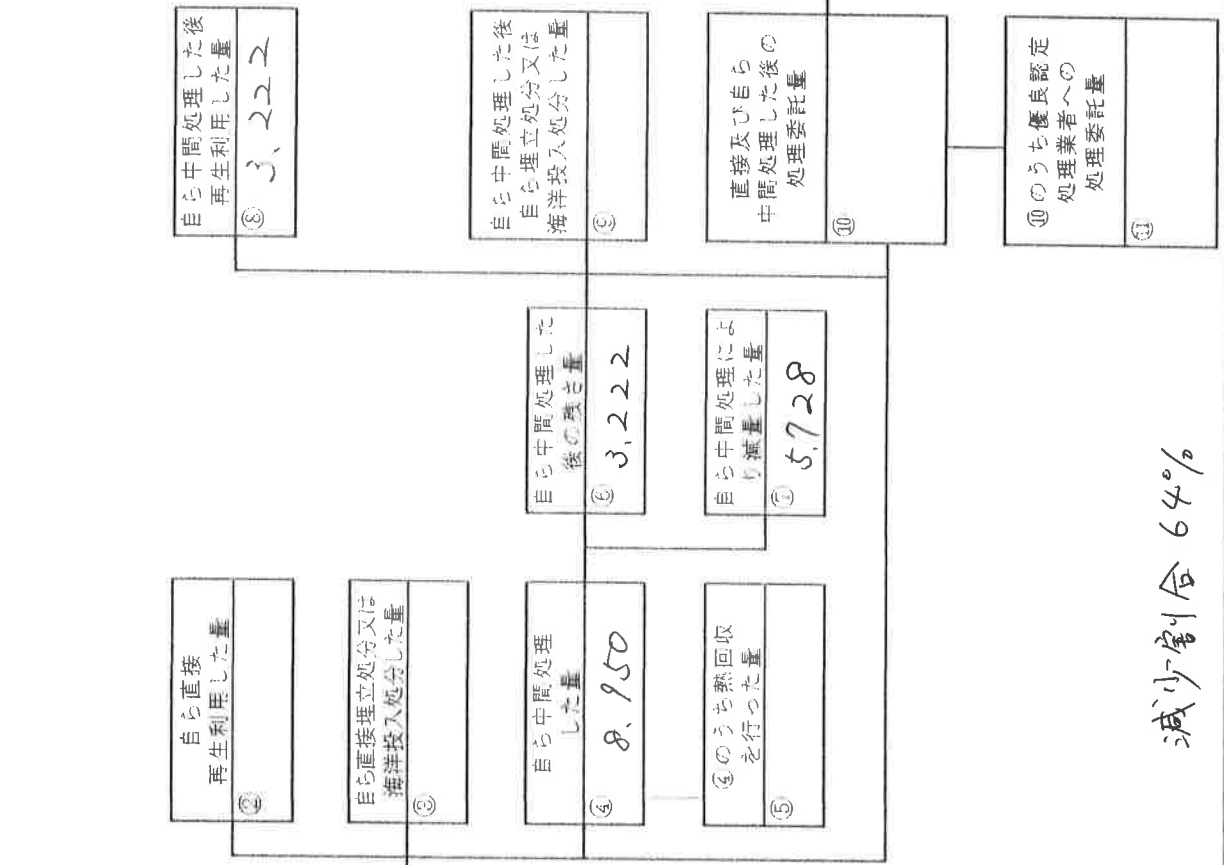 自ら直接
再生利用した量
②
自ら直接埋立処分又は
海洋投入処分した量
③
自ら中間処理
した量
④
8.950
④のうち熱回収
を行った量
⑤
自ら中間処理した
後の残さ量
⑥
3.222
自ら中間処理によ
り減量した量
⑦
5.728
自ら中間処理した後
再生利用した量
⑧
3.222
自ら中間処理した後
自ら埋立処分又は
海洋投入処分した量
⑨
直接及び自ら
中間処理した後の
処理委託量
⑩
⑩のうち優良認定
処理業者への
処理委託量
⑪
減少割合 64%